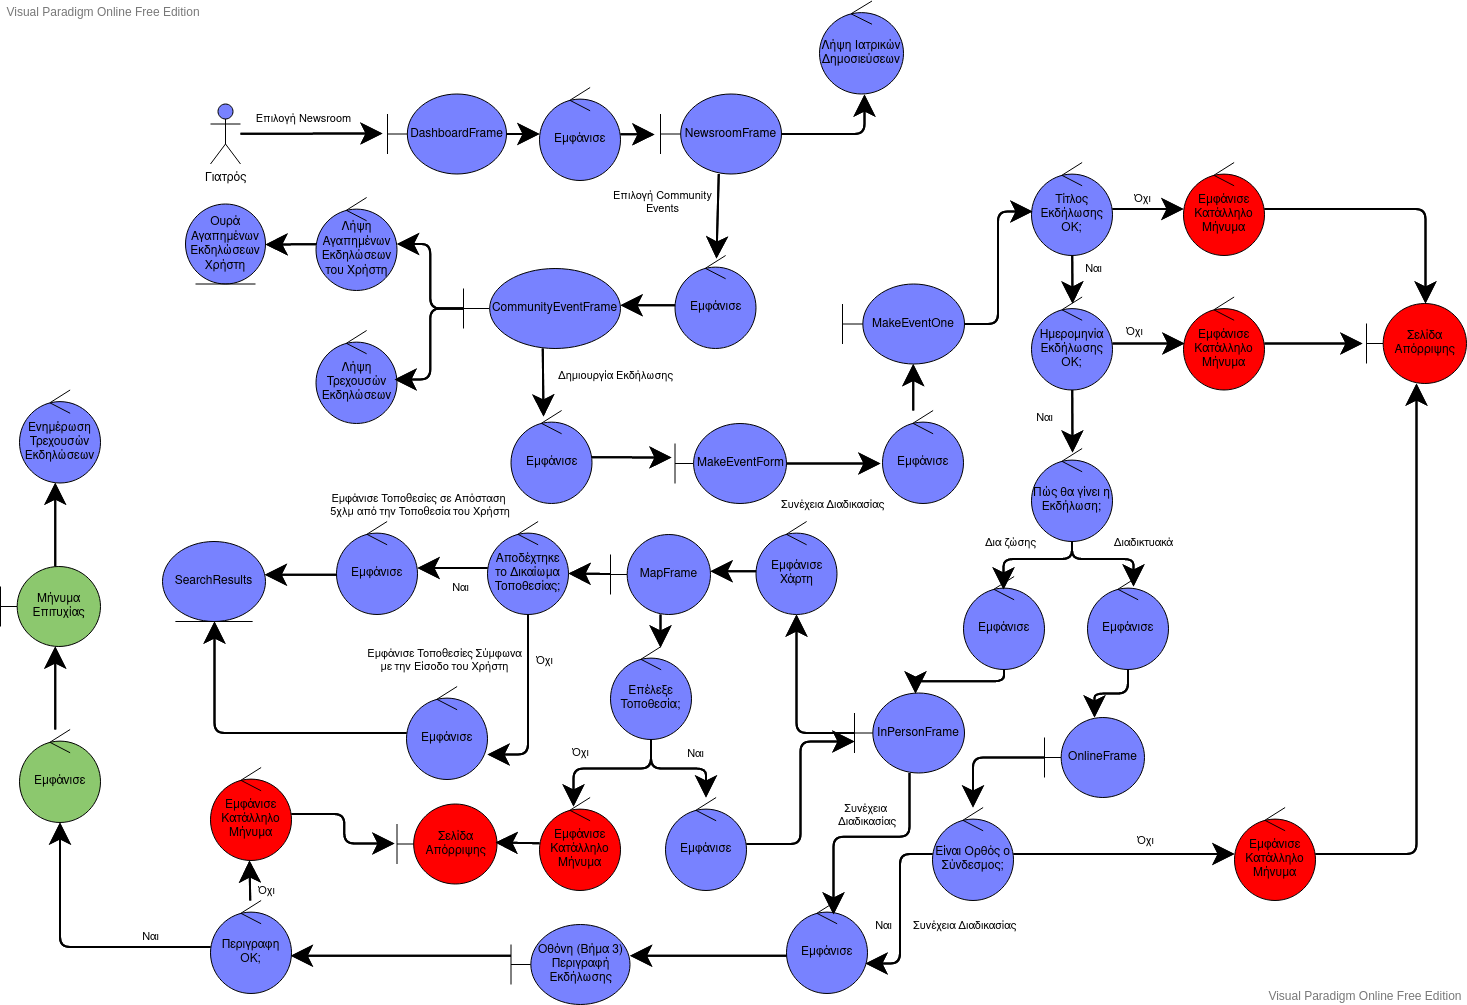 Visual Paradigm Online Free Edition
Λήψη Ιατρικών
Δημοσιεύσεων
Επιλογή Newsroom
DashboardFrame
Εμφάνισε
NewsroomFrame
Γιατρός
Επιλογή Community
Events
Τίτλος
Εκδήλωσης
ΟΚ;
Όχι
Εμφάνισε
Κατάλληλο
Μήνυμα
Ναι
Ουρά
Αγαπημένων
Εκδηλώσεων
Χρήστη
Λήψη
Αγαπημένων
Εκδηλώσεων
του Χρήστη
CommunityEventFrame
Εμφάνισε
MakeEventOne
Ημερομηνία
Εκδήλωσης
ΟΚ;
Όχι
Εμφάνισε
Κατάλληλο
Μήνυμα
Σελίδα
Απόρριψης
Λήψη
Τρεχουσών
Εκδηλώσεων
Δημιουργία Εκδήλωσης
Ναι
Ενημέρωση
Τρεχουσών
Εκδηλώσεων
Εμφάνισε
MakeEventForm
Εμφάνισε
Συνέχεια Διαδικασίας
Πώς θα γίνει η
Εκδήλωση;
Δια ζώσης
Διαδικτυακά
Εμφάνισε Τοποθεσίες σε Απόσταση
5χλμ από την Τοποθεσία του Χρήστη
SearchResults
Εμφάνισε
Ναι
Αποδέχτηκε
το Δικαίωμα
Τοποθεσίας;
MapFrame
Εμφάνισε
Χάρτη
Μήνυμα
Επιτυχίας
Εμφάνισε
Εμφάνισε
Εμφάνισε Τοποθεσίες Σύμφωνα
με την Είσοδο του Χρήστη
Όχι
Επέλεξε
Τοποθεσία;
Εμφάνισε
InPersonFrame
OnlineFrame
Όχι
Ναι
Εμφάνισε
Εμφάνισε
Κατάλληλο
Μήνυμα
Σελίδα
Απόρριψης
Εμφάνισε
Κατάλληλο
Μήνυμα
Εμφάνισε
Συνέχεια
Διαδικασίας
Είναι Ορθός ο
Σύνδεσμος;
Όχι
Εμφάνισε
Κατάλληλο
Μήνυμα
Όχι
Ναι
Περιγραφη
ΟΚ;
Οθόνη (Βήμα 3)
Περιγραφή
Εκδήλωσης
Εμφάνισε
Ναι
Συνέχεια Διαδικασίας
Visual Paradigm Online Free Edition